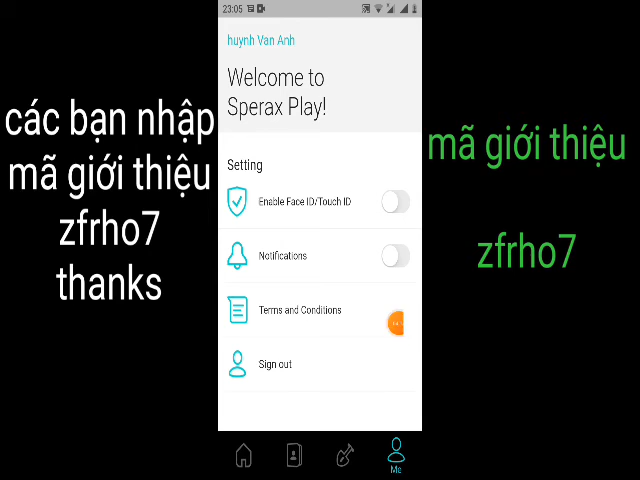 23:05
huynh Van Anh
Welcome to
Sperax Play!
các bạn nhập
mã giới thiệu
zfrho7
thanks
mã giới thiệu
zfrho7
Setting
Enable Face ID/Touch ID
Notifications
Terms and Conditions
Sign out
Me